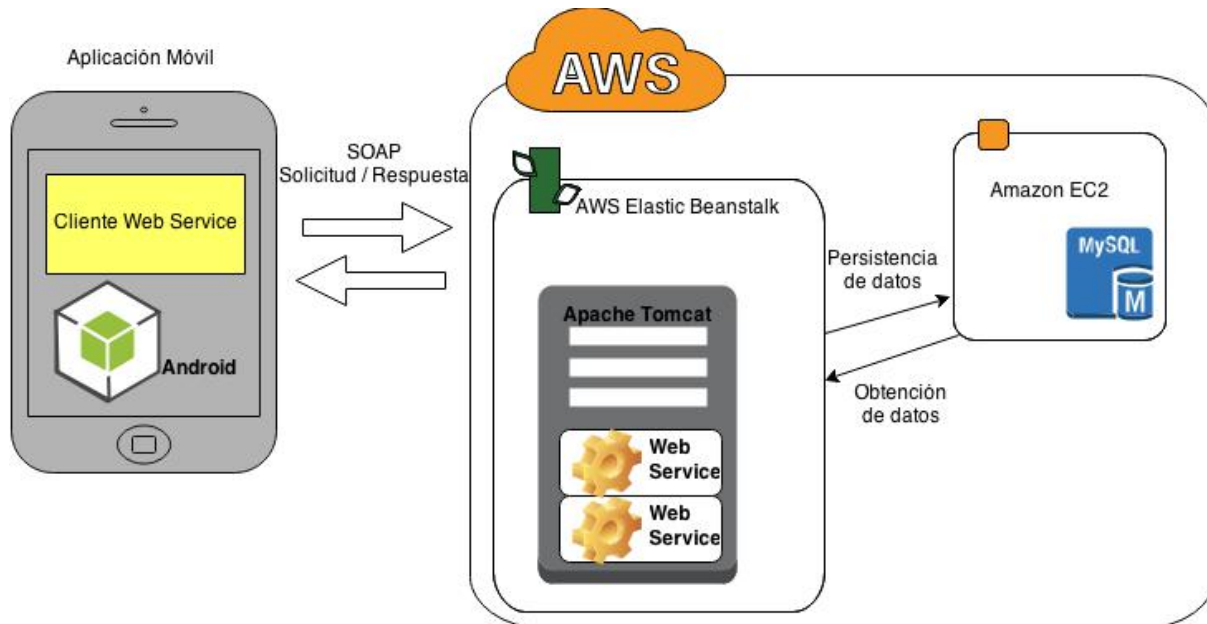 Aplicación Móvil
AWS
SOAP
Solicitud / Respuesta
Cliente Web Service
Android
AWS Elastic Beanstalk
Apache Tomcat
Web
Service
Web
Service
Persistencia
de datos
Obtención
de datos
Amazon EC2
MySQL
M